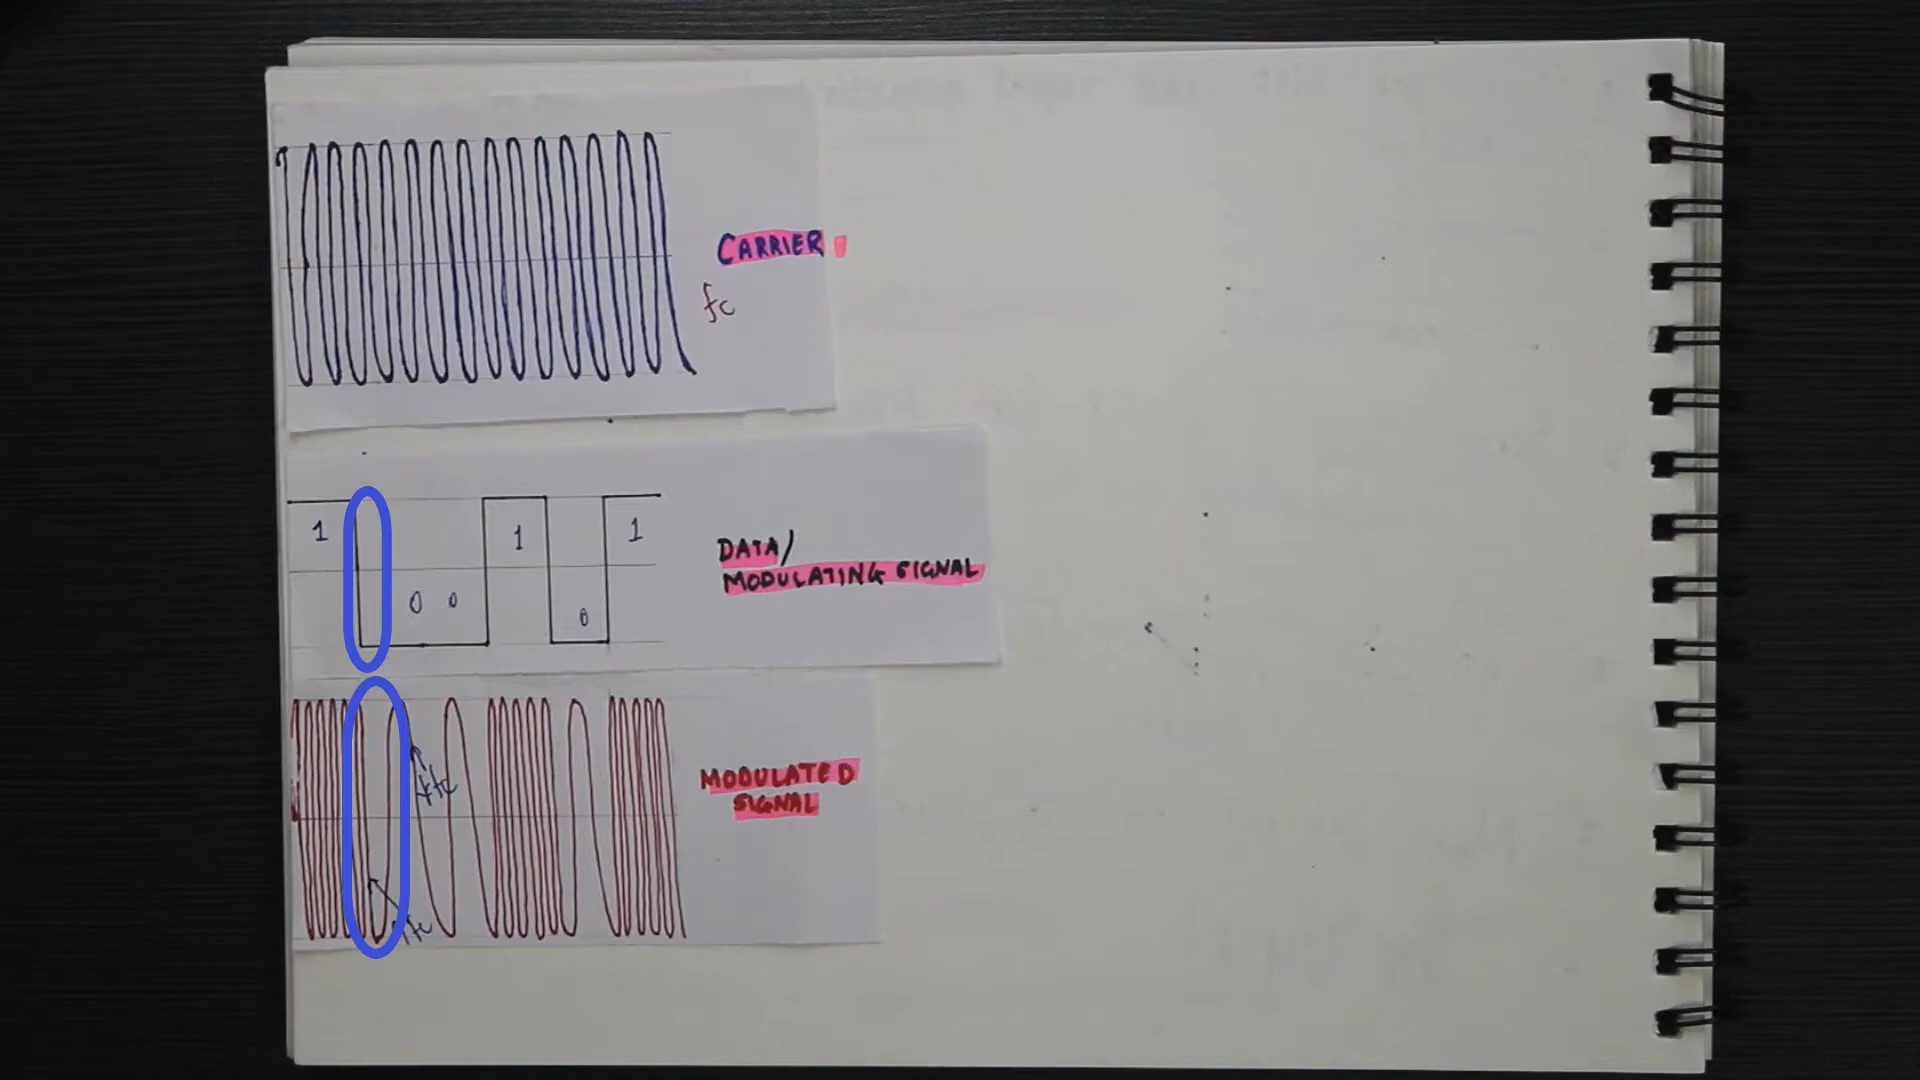 CARRIER
fc
1
1
1
0 0
0
DATA/
MODULATING SIGNAL
MODULATED
SIGNAL